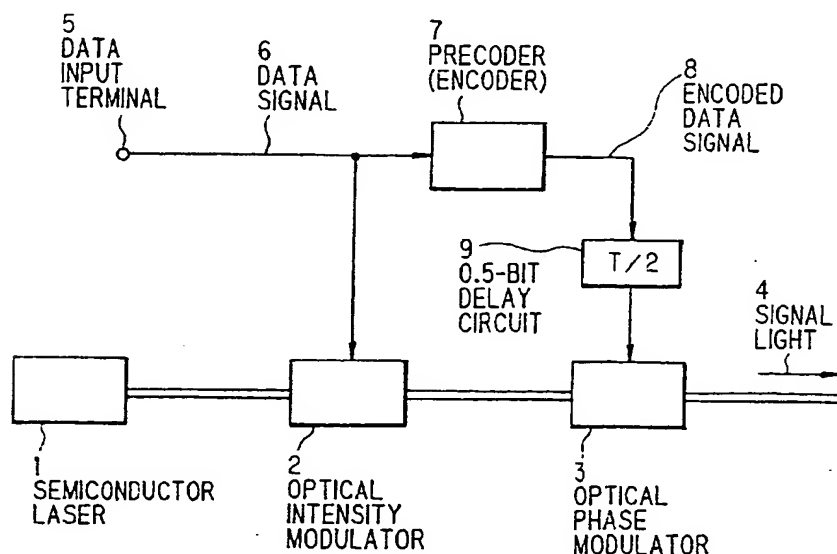 5
DATA
INPUT
TERMINAL
6
DATA
SIGNAL
7
PRECODER
(ENCODER)
8
ENCODED
DATA
SIGNAL
9
0.5-BIT
DELAY
CIRCUIT
T/2
4
SIGNAL
LIGHT
1
SEMICONDUCTOR
LASER
2
OPTICAL
INTENSITY
MODULATOR
3
OPTICAL
PHASE
MODULATOR